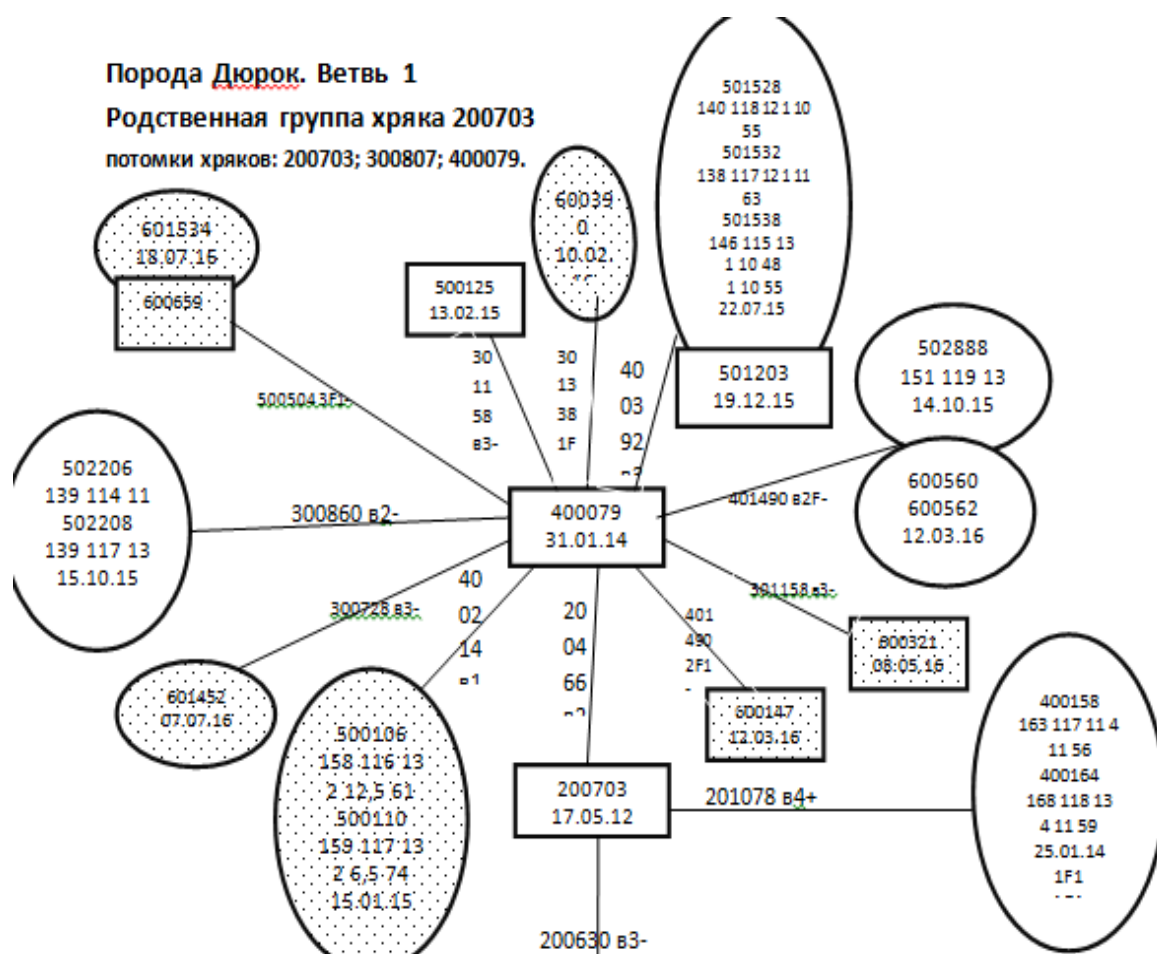 Порода Дюрок. Ветвь 1
Родственная группа хряка 200703
потомки хряков: 200703; 300807; 400079.
601534
18.07.16
600659
500125
13.02.15
60039
0
10.02.
501528
140 118 12 1 10
55
501532
138 117 12 1 11
63
501538
146 115 13
1 10 48
1 10 55
22.07.15
501203
19.12.15
502888
151 119 13
14.10.15
600560
600562
12.03.16
500504 3F1-
30
11
58
в3-
30
13
38
1F
40
03
92
401490 в2F-
502206
139 114 11
502208
139 117 13
15.10.15
300860 в2-
400079
31.01.14
300728 в3-
40
02
14
в1
20
04
66
401
490
2F1
-
301158 в3-
800321
08.05.16
601452
07.07.16
500106
158 116 13
2 12,5 61
500110
159 117 13
2 6,5 74
15.01.15
600147
12.03.16
200703
17.05.12
201078 в4+
400158
163 117 11 4
11 56
400164
168 118 13
4 11 59
25.01.14
1F1
200630 в3-